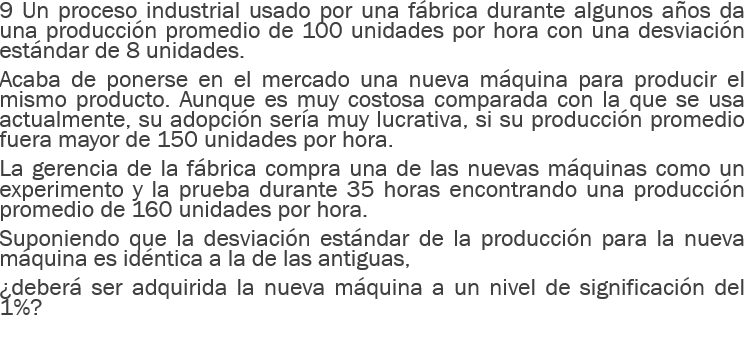 9 Un proceso industrial usado por una fábrica durante algunos años da
una producción promedio de 100 unidades por hora con una desviación
estándar de 8 unidades.
Acaba de ponerse en el mercado una nueva máquina para producir el
mismo producto. Aunque es muy costosa comparada con la que se usa
actualmente, su adopción sería muy lucrativa, si su producción promedio
fuera mayor de 150 unidades por hora.
La gerencia de la fábrica compra una de las nuevas máquinas como un
experimento y la prueba durante 35 horas encontrando una producción
promedio de 160 unidades por hora.
Suponiendo que la desviación estándar de la producción para la nueva
máquina es idéntica a la de las antiguas,
¿deberá ser adquirida la nueva máquina a un nivel de significación del
1%?